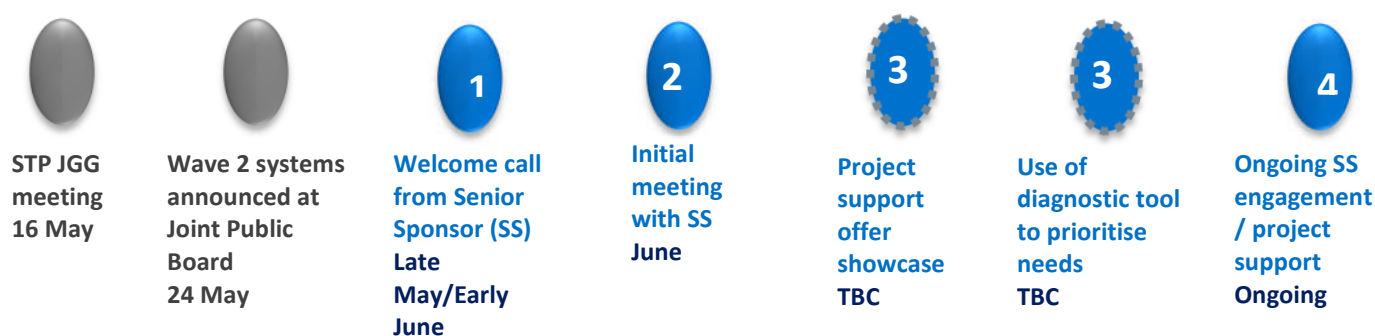 1
2
3
3
4
STP JGG
meeting
16 May
Wave 2 systems
announced at
Joint Public
Board
24 May
Welcome call
from Senior
Sponsor (SS)
Late
May/Early
June
Initial
meeting
with SS
June
Project
support
offer
showcase
TBC
Use of
diagnostic tool
to prioritise
needs
TBC
Ongoing SS
engagement
/ project
support
Ongoing